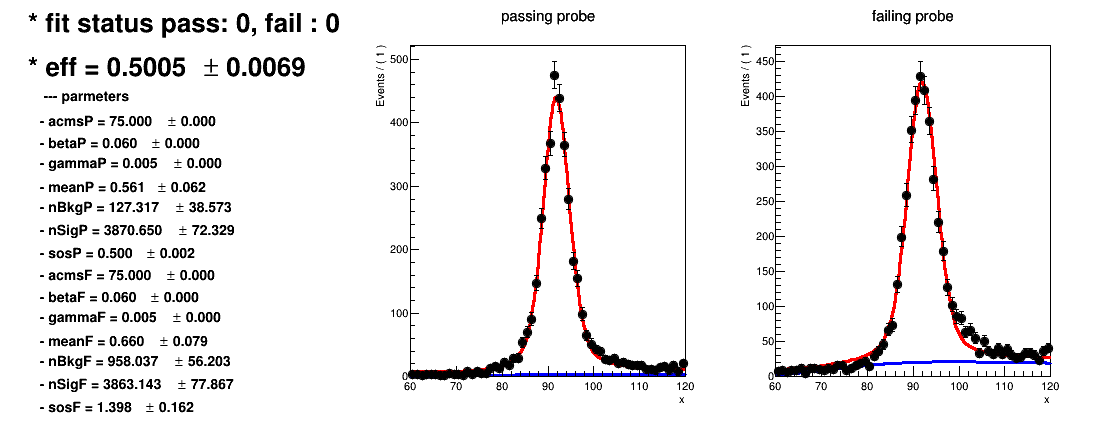 * fit status pass: 0, fail : 0
* eff = 0.5005 ± 0.0069
--- parmeters
- acmsP = 75.000 ± 0.000
- betaP = 0.060 ± 0.000
- gammaP = 0.005 ± 0.000
- meanP = 0.561 ± 0.062
- nBkgP = 127.317 ± 38.573
- nSigP = 3870.650 ± 72.329
- sosP = 0.500 ± 0.002
- acmsF = 75.000 ± 0.000
- betaF = 0.060 ± 0.000
- gammaF = 0.005 ± 0.000
- meanF = 0.660 ± 0.079
- nBkgF = 958.037 ± 56.203
- nSigF = 3863.143 ± 77.867
- sosF = 1.398 ± 0.162
passing probe
Events / ( 1 )
500
400
300
200
100
0
60 70 80 90 100 110 120
x
failing probe
Events / ( 1 )
450
400
350
300
250
200
150
100
50
0
60 70 80 90 100 110 120
x